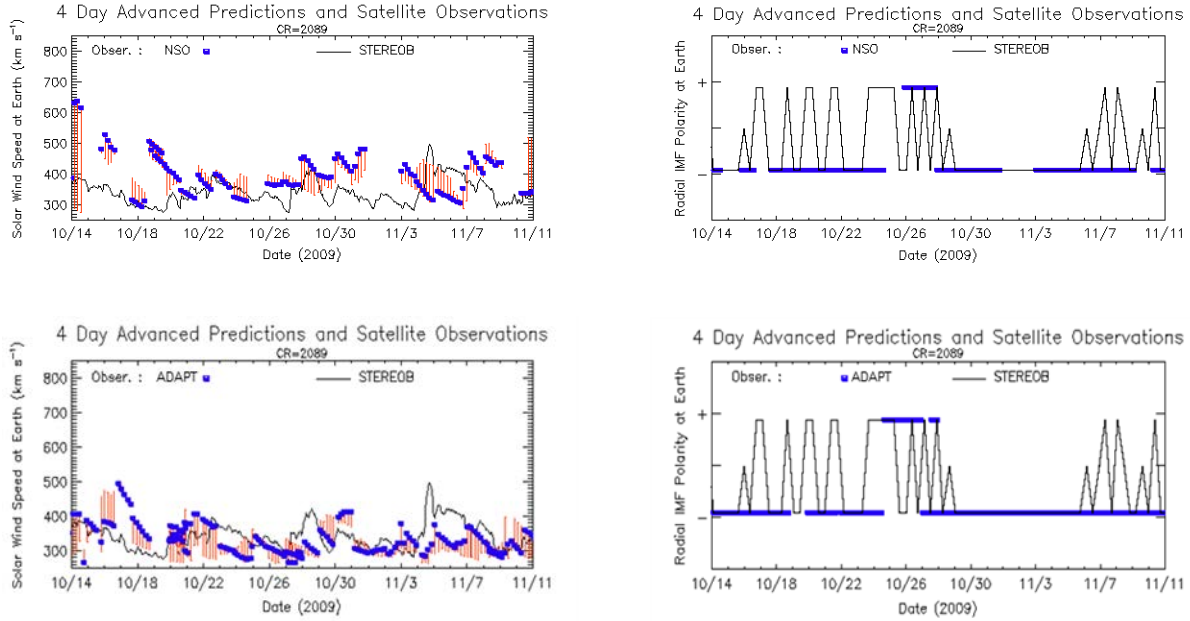 4 Day Advanced Predictions and Satellite Observations
CR=2089
Obser. : NSO STEREOB
Solar Wind Speed at Earth (km s⁻¹)
800
700
600
500
400
300
10/14 10/18 10/22 10/26 10/30 11/3 11/7 11/11
Date (2009)
4 Day Advanced Predictions and Satellite Observations
CR=2089
Obser. : NSO STEREOB
Radial IMF Polarity at Earth
+
−
10/14 10/18 10/22 10/26 10/30 11/3 11/7 11/11
Date (2009)
4 Day Advanced Predictions and Satellite Observations
CR=2089
Obser. : ADAPT STEREOB
Solar Wind Speed at Earth (km s⁻¹)
800
700
600
500
400
300
10/14 10/18 10/22 10/26 10/30 11/3 11/7 11/11
Date (2009)
4 Day Advanced Predictions and Satellite Observations
CR=2089
Obser. : ADAPT STEREOB
Radial IMF Polarity at Earth
+
−
10/14 10/18 10/22 10/26 10/30 11/3 11/7 11/11
Date (2009)